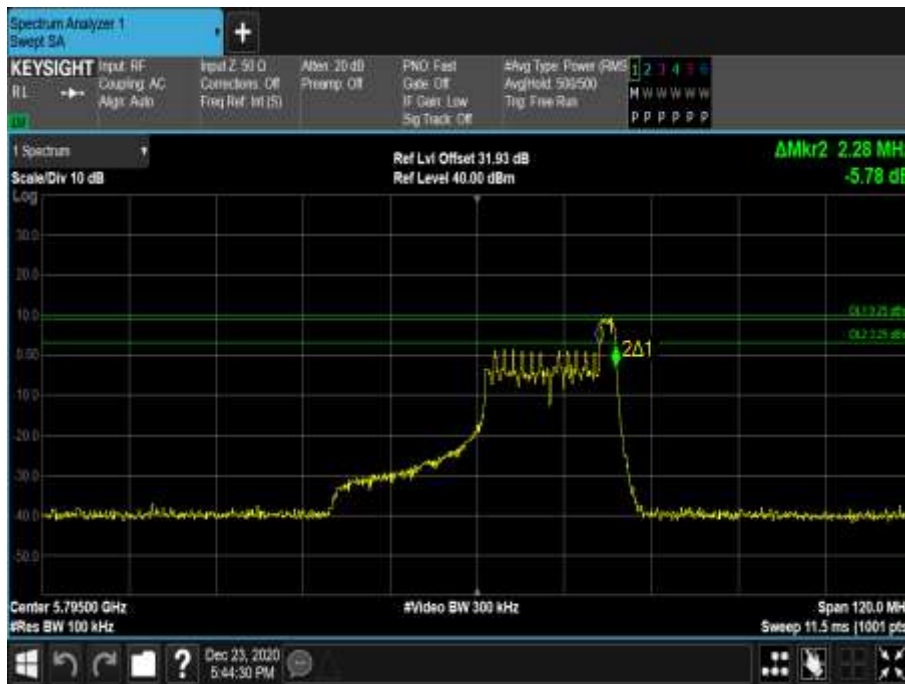 Spectrum Analyzer 1
Swept SA
+
KEYSIGHT
RL
Input: RF
Coupling: AC
Align: Auto
Input Z: 50 Ω
Corrections: Off
Freq Ref: Int (S)
Atten: 20 dB
Preamp: Off
PNO: Fast
Gate: Off
IF Gain: Low
Sig Track: Off
#Avg Type: Power (RMS
Avg|Hold: 500/500
Trig: Free Run
1 2 3 4 5 6
M W W W W W
P P P P P P
1 Spectrum
Scale/Div 10 dB
Log
Ref Lvl Offset 31.93 dB
Ref Level 40.00 dBm
ΔMkr2 2.28 MH
-5.78 dB
30.0
20.0
10.0
0.00
-10.0
-20.0
-30.0
-40.0
-50.0
2Δ1
Center 5.79500 GHz
#Res BW 100 kHz
#Video BW 300 kHz
Span 120.0 MH
Sweep 11.5 ms (1001 pts
?
Dec 23, 2020
5:44:30 PM